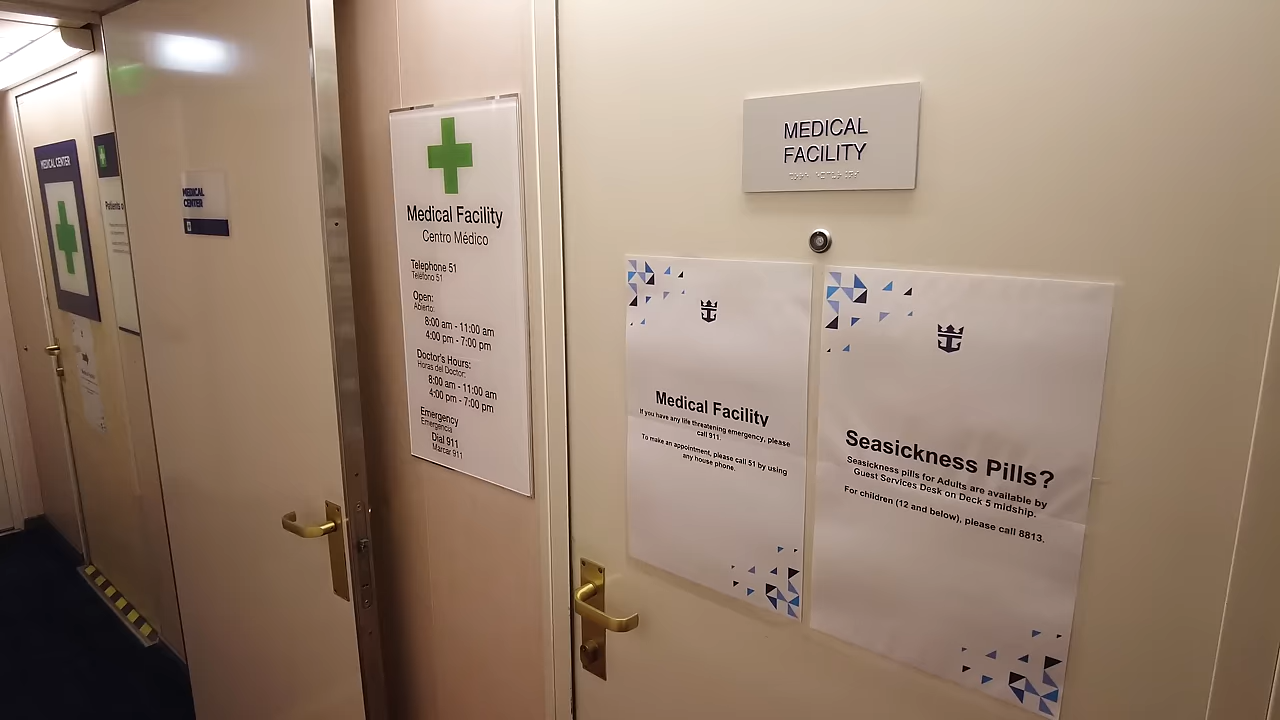 MEDICAL CENTER
Patients
MEDICAL
CENTER
Medical Facility
Centro Médico
Telephone 51
Teléfono 51
Open:
Abierto:
8:00 am - 11:00 am
4:00 pm - 7:00 pm
Doctor's Hours:
Horas del Doctor:
8:00 am - 11:00 am
4:00 pm - 7:00 pm
Emergency
Emergencia
Dial 911
Marcar 911
MEDICAL
FACILITY
Medical Facility
If you have any life threatening emergency, please
call 911.
To make an appointment, please call 51 by using
any house phone.
Seasickness Pills?
Seasickness pills for Adults are available by
Guest Services Desk on Deck 5 midship.
For children (12 and below), please call 8813.